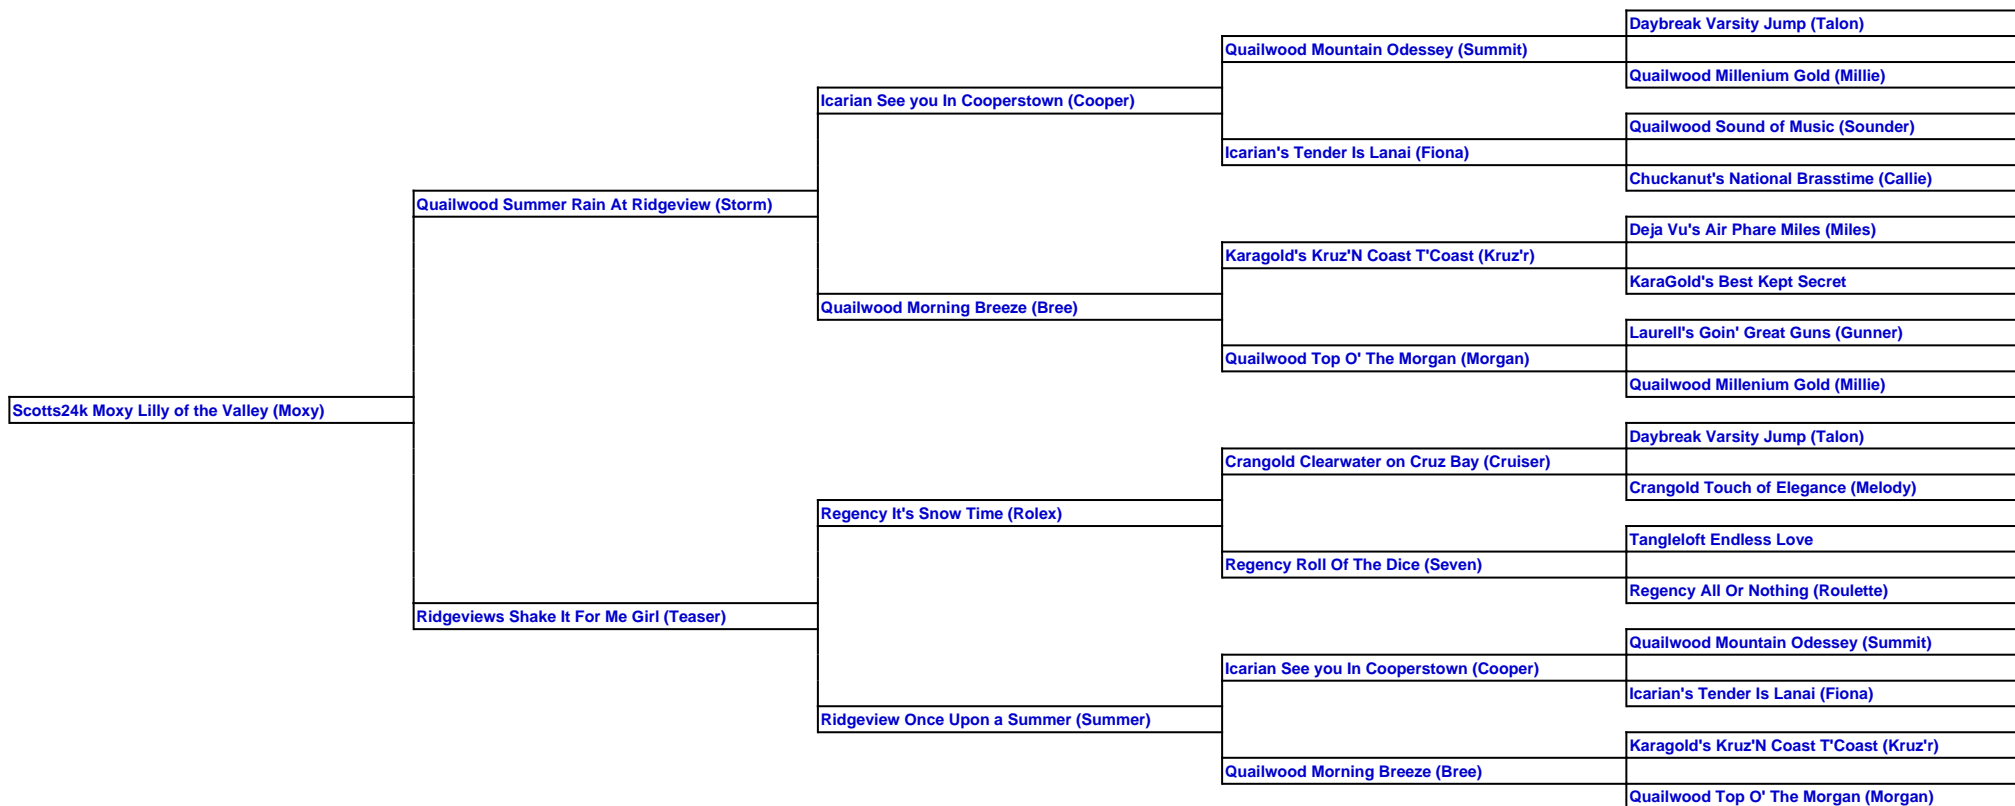 Daybreak Varsity Jump (Talon)
Quailwood Mountain Odessey (Summit)
Quailwood Millenium Gold (Millie)
Icarian See you In Cooperstown (Cooper)
Quailwood Sound of Music (Sounder)
Icarian's Tender Is Lanai (Fiona)
Chuckanut's National Brasstime (Callie)
Quailwood Summer Rain At Ridgeview (Storm)
Deja Vu's Air Phare Miles (Miles)
Karagold's Kruz'N Coast T'Coast (Kruz'r)
KaraGold's Best Kept Secret
Quailwood Morning Breeze (Bree)
Laurell's Goin' Great Guns (Gunner)
Quailwood Top O' The Morgan (Morgan)
Quailwood Millenium Gold (Millie)
Scotts24k Moxy Lilly of the Valley (Moxy)
Daybreak Varsity Jump (Talon)
Crangold Clearwater on Cruz Bay (Cruiser)
Crangold Touch of Elegance (Melody)
Regency It's Snow Time (Rolex)
Tangleloft Endless Love
Regency Roll Of The Dice (Seven)
Regency All Or Nothing (Roulette)
Ridgeviews Shake It For Me Girl (Teaser)
Quailwood Mountain Odessey (Summit)
Icarian See you In Cooperstown (Cooper)
Icarian's Tender Is Lanai (Fiona)
Ridgeview Once Upon a Summer (Summer)
Karagold's Kruz'N Coast T'Coast (Kruz'r)
Quailwood Morning Breeze (Bree)
Quailwood Top O' The Morgan (Morgan)